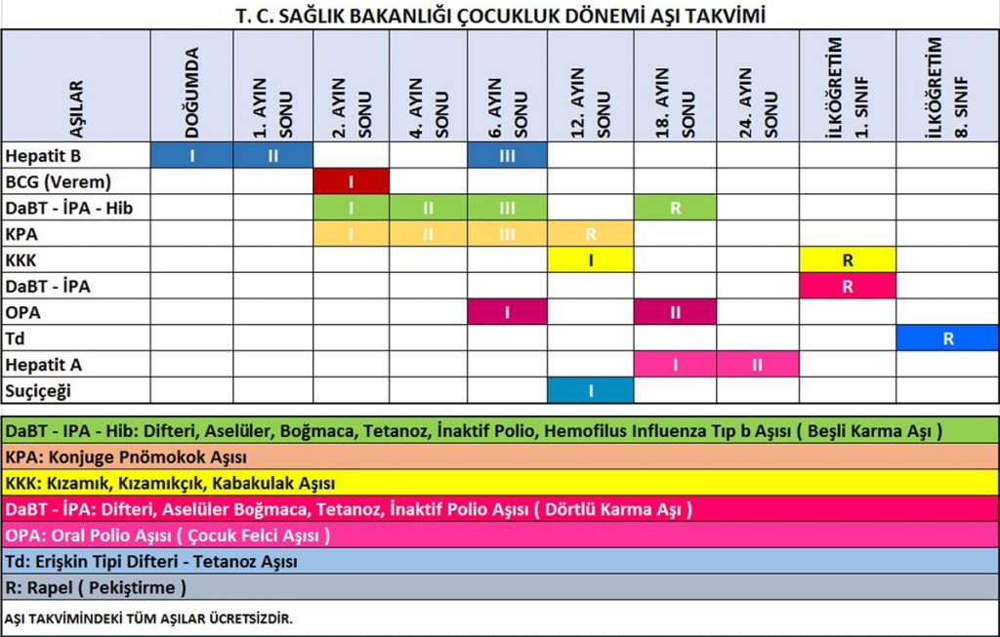 T. C. SAĞLIK BAKANLIĞI ÇOCUKLUK DÖNEMİ AŞI TAKVİMİ
AŞILAR
DOĞUMDA
1. AYIN
SONU
2. AYIN
SONU
4. AYIN
SONU
6. AYIN
SONU
12. AYIN
SONU
18. AYIN
SONU
24. AYIN
SONU
İLKÖĞRETİM
1. SINIF
İLKÖĞRETİM
8. SINIF
Hepatit B I II III
BCG (Verem) I
DaBT - İPA - Hib I II III R
KPA I II III R
KKK I R
DaBT - İPA R
OPA I II
Td R
Hepatit A I II
Suçiçeği I
DaBT - IPA - Hib: Difteri, Aselüler, Boğmaca, Tetanoz, İnaktif Polio, Hemofilus Influenza Tıp b Aşısı ( Beşli Karma Aşı )
KPA: Konjuge Pnömokok Aşısı
KKK: Kızamık, Kızamıkçık, Kabakulak Aşısı
DaBT - İPA: Difteri, Aselüler Boğmaca, Tetanoz, İnaktif Polio Aşısı ( Dörtlü Karma Aşı )
OPA: Oral Polio Aşısı ( Çocuk Felci Aşısı )
Td: Erişkin Tipi Difteri - Tetanoz Aşısı
R: Rapel ( Pekiştirme )
AŞI TAKVİMİNDEKİ TÜM AŞILAR ÜCRETSİZDİR.